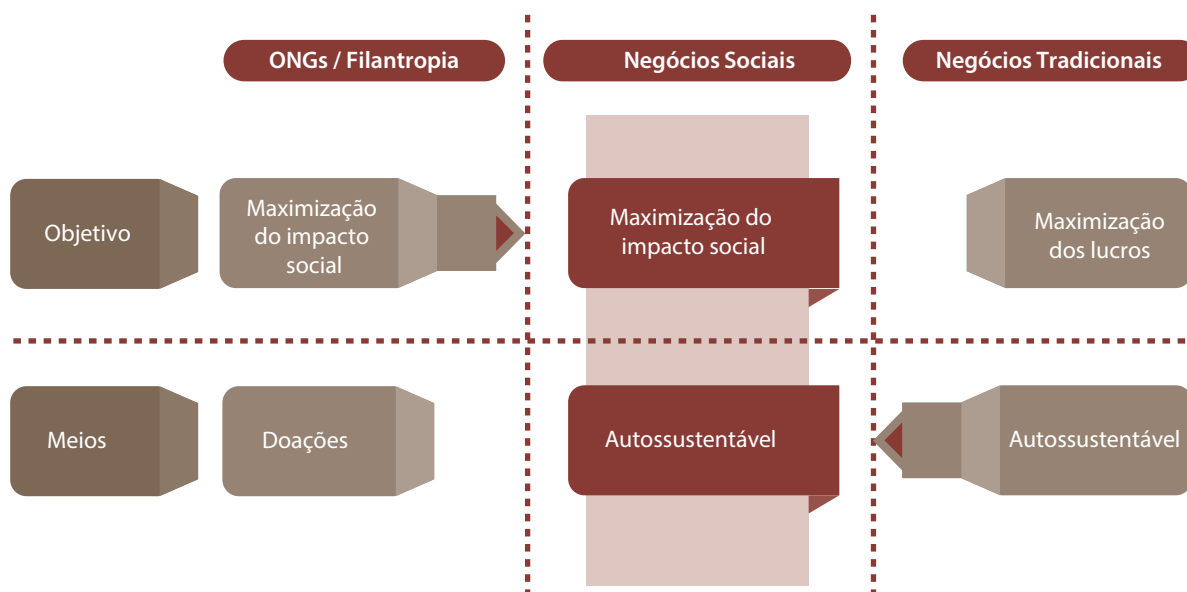 ONGs / Filantropia
Negócios Sociais
Negócios Tradicionais
Objetivo
Maximização
do impacto
social
Maximização do
impacto social
Maximização
dos lucros
Meios
Doações
Autossustentável
Autossustentável